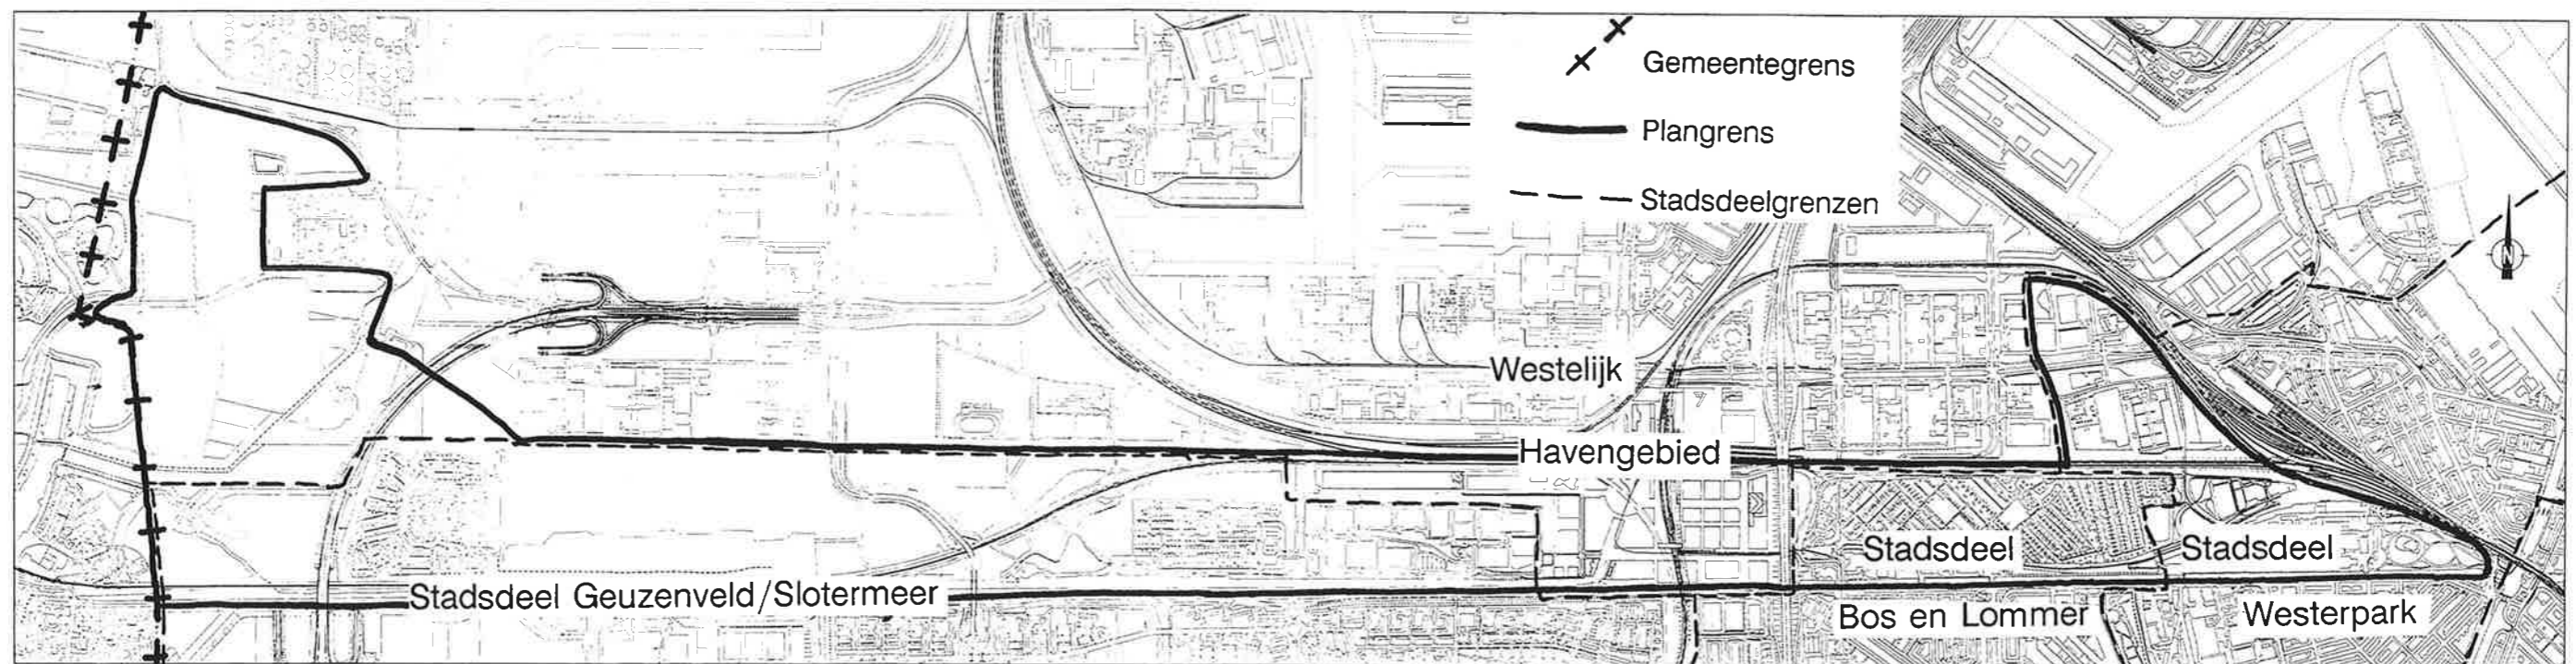 Gemeentegrens
Plangrens
Stadsdeelgrenzen
N
Westelijk
Havengebied
Stadsdeel Geuzenveld/Slotermeer
Stadsdeel
Bos en Lommer
Stadsdeel
Westerpark